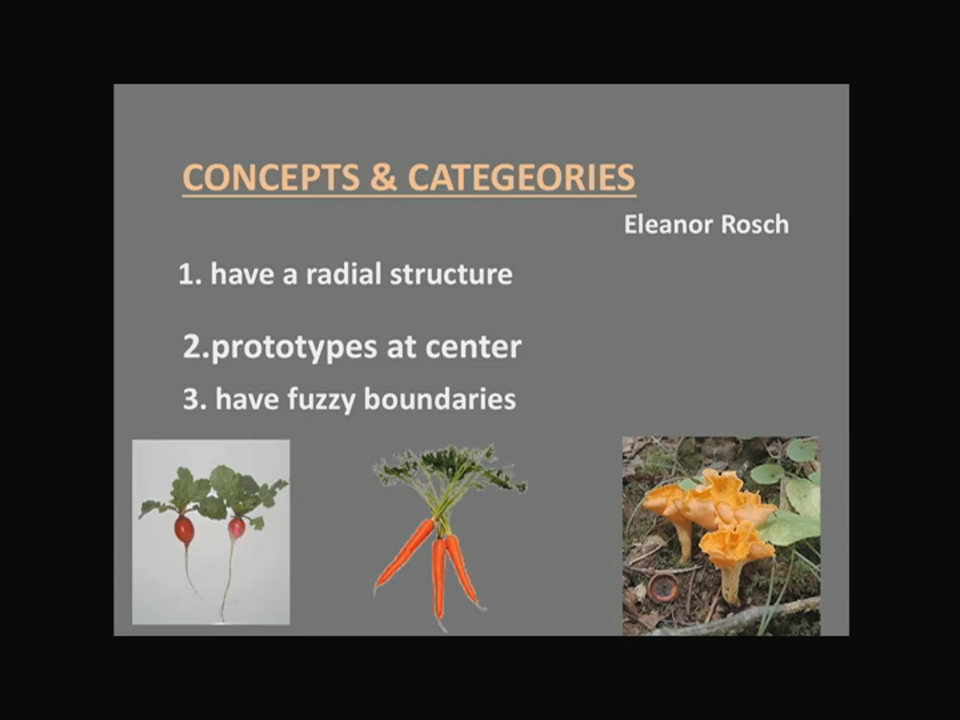 CONCEPTS & CATEGEORIES
Eleanor Rosch
1. have a radial structure
2.prototypes at center
3. have fuzzy boundaries